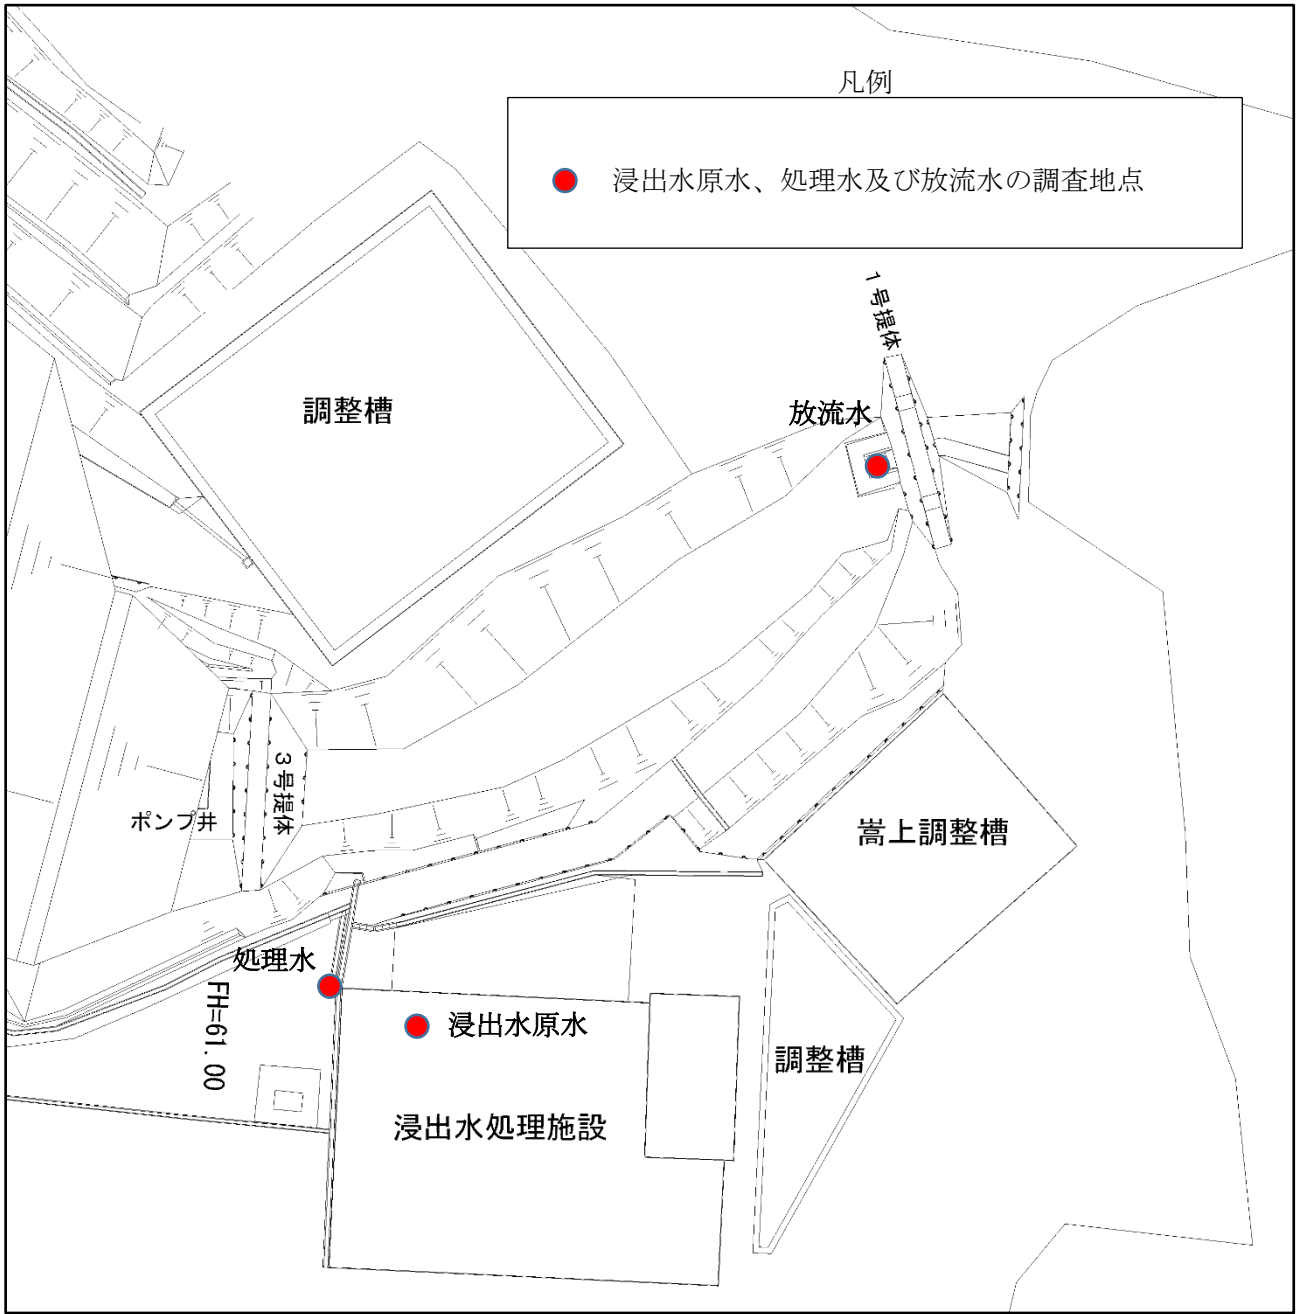 凡例
浸出水原水、処理水及び放流水の調査地点
1号提体
調整槽
放流水
3号提体
ポンプ井
嵩上調整槽
処理水
FH=61.00
浸出水原水
調整槽
浸出水処理施設